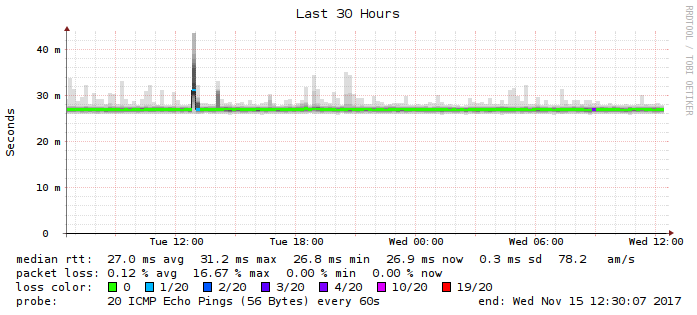 Last 30 Hours
RRDTOOL / TOBI OETIKER
Seconds
40 m
30 m
20 m
10 m
0
Tue 12:00 Tue 18:00 Wed 00:00 Wed 06:00 Wed 12:00
median rtt: 27.0 ms avg 31.2 ms max 26.8 ms min 26.9 ms now 0.3 ms sd 78.2 am/s
packet loss: 0.12 % avg 16.67 % max 0.00 % min 0.00 % now
loss color: 0 1/20 2/20 3/20 4/20 10/20 19/20
probe: 20 ICMP Echo Pings (56 Bytes) every 60s end: Wed Nov 15 12:30:07 2017